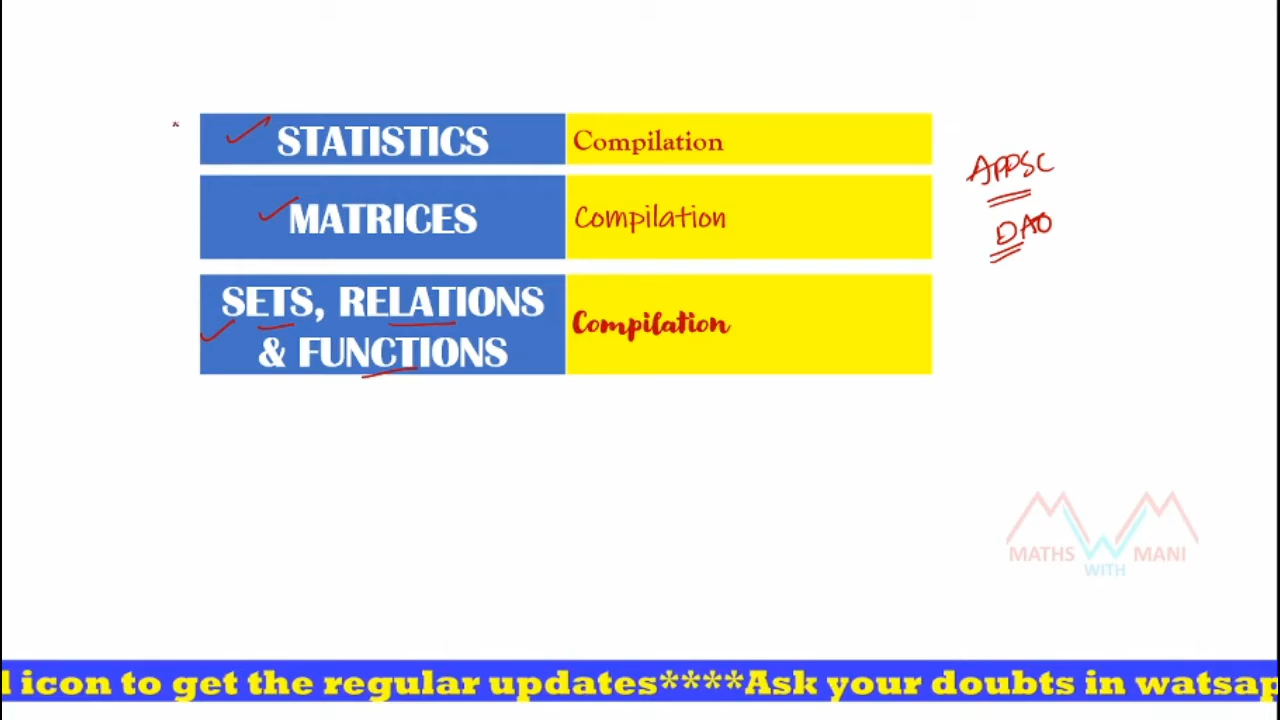 STATISTICS Compilation
APPSC
MATRICES Compilation
DAO
SETS, RELATIONS
& FUNCTIONS Compilation
MATHS WITH MANI
l icon to get the regular updates****Ask your doubts in watsap